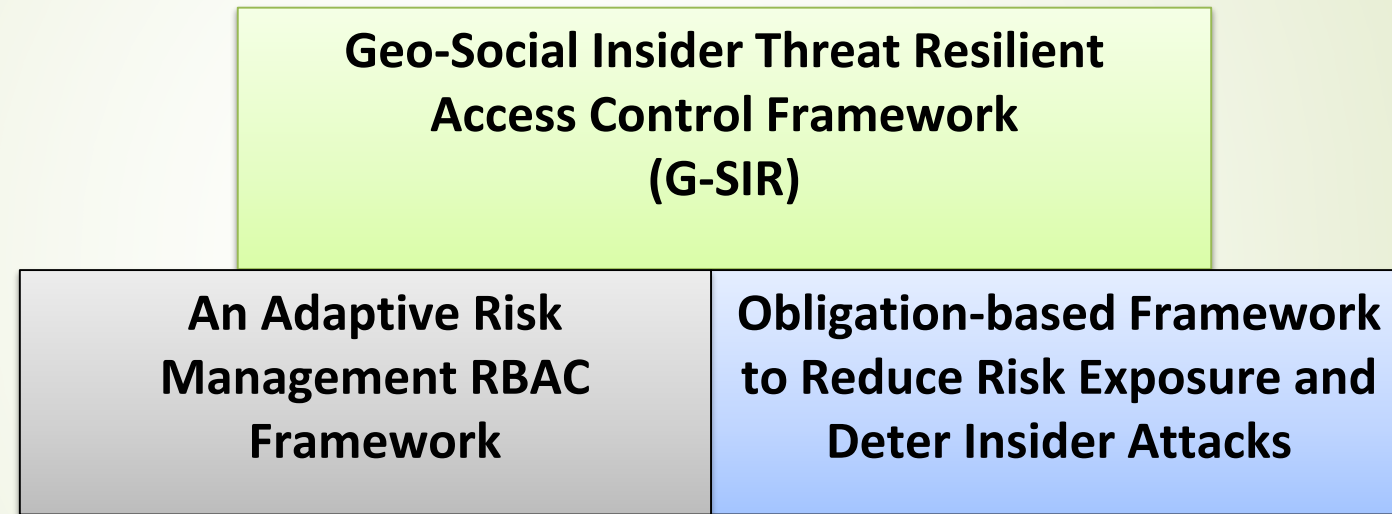 Geo-Social Insider Threat Resilient
Access Control Framework
(G-SIR)
An Adaptive Risk
Management RBAC
Framework
Obligation-based Framework
to Reduce Risk Exposure and
Deter Insider Attacks